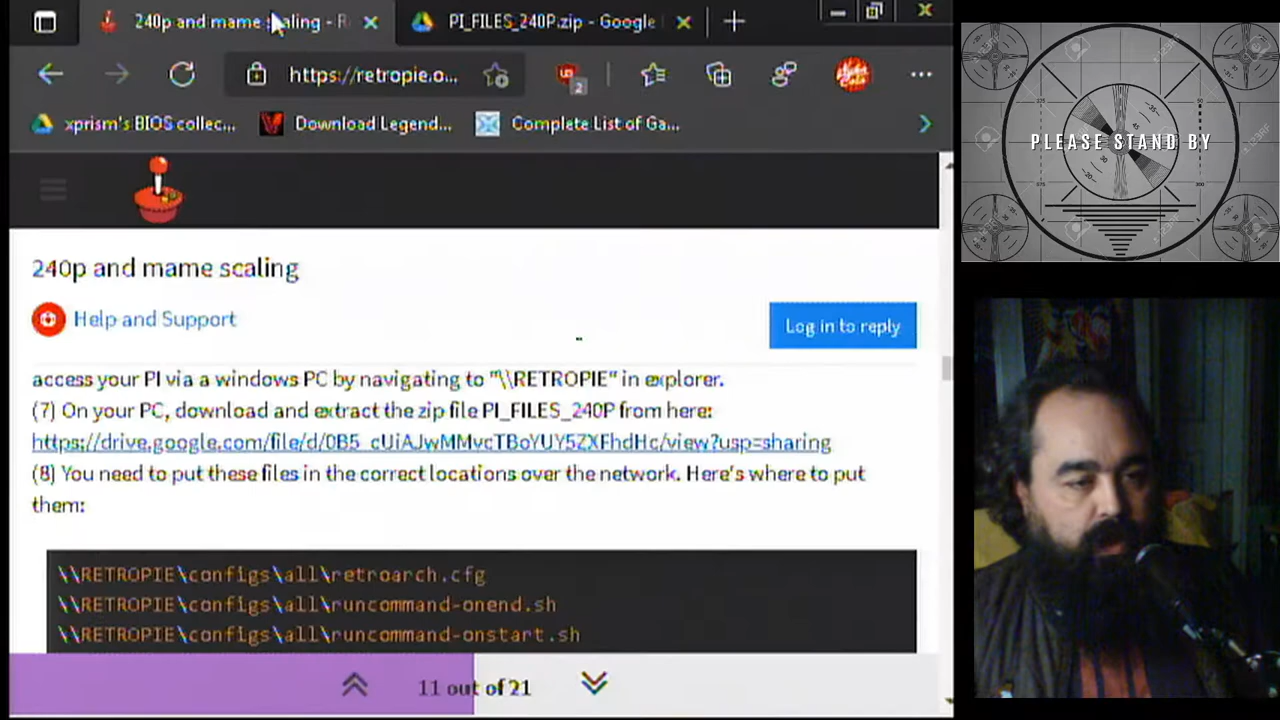 240p and mame scaling - R
PI_FILES_240P.zip - Google
https://retropie.o...
2
xprism's BIOS collec...
Download Legend...
Complete List of Ga...
240p and mame scaling
Help and Support
Log in to reply
access your PI via a windows PC by navigating to "\\RETROPIE" in explorer.
(7) On your PC, download and extract the zip file PI_FILES_240P from here:
https://drive.google.com/file/d/0B5_cUiAJwMMvcTBoYUY5ZXFhdHc/view?usp=sharing
(8) You need to put these files in the correct locations over the network. Here's where to put
them:
\\RETROPIE\configs\all\retroarch.cfg
\\RETROPIE\configs\all\runcommand-onend.sh
\\RETROPIE\configs\all\runcommand-onstart.sh
11 out of 21
PLEASE STAND BY